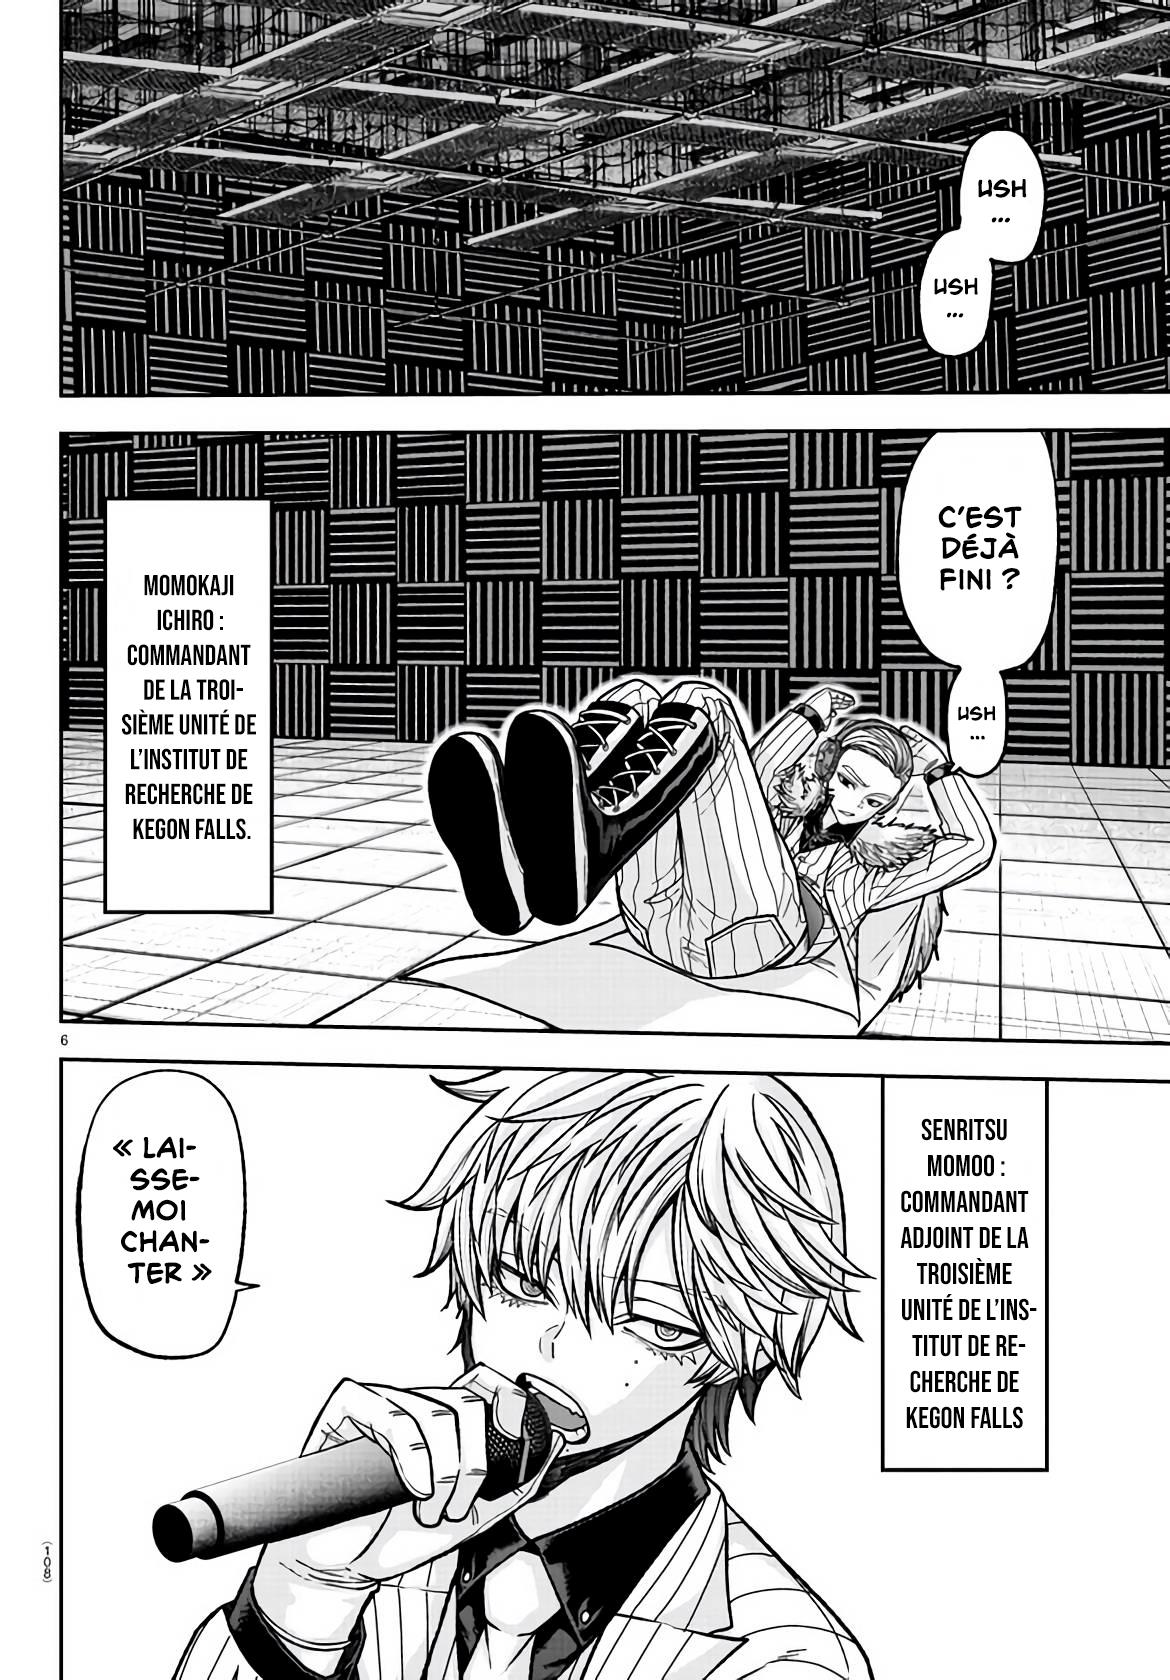 USH
...
USH
...
C'EST
DÉJÀ
FINI ?
USH
...
MOMOKAJI
ICHIRO :
COMMANDANT
DE LA TROI-
SIÈME UNITÉ DE
L'INSTITUT DE
RECHERCHE DE
KEGON FALLS.
6
SENRITSU
MOMOO :
COMMANDANT
ADJOINT DE LA
TROISIÈME
UNITÉ DE L'INS-
TITUT DE RE-
CHERCHE DE
KEGON FALLS
« LAI-
SSE-
MOI
CHAN-
TER »
(108)